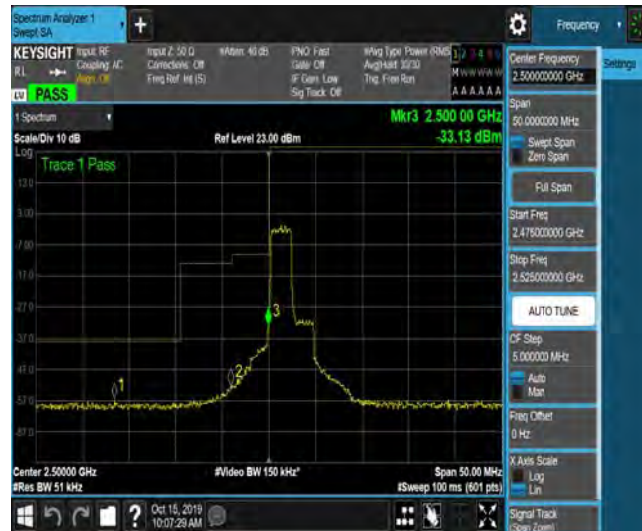 Spectrum Analyzer 1
Swept SA
+
Frequency
KEYSIGHT
Input: RF
Coupling: AC
Align: Off
Input Z: 50 Ω
Corrections: Off
Freq Ref: Int (S)
#Atten: 40 dB
PNO: Fast
Gate: Off
IF Gain: Low
Sig Track: Off
#Avg Type: Power (RMS)
Avg|Hold: 30/30
Trig: Free Run
M W W W W W
A A A A A A
RL
LV PASS
Center Frequency
2.500000000 GHz
Settings
Span
50.0000000 MHz
Swept Span
Zero Span
Full Span
Start Freq
2.475000000 GHz
Stop Freq
2.525000000 GHz
AUTO TUNE
CF Step
5.000000 MHz
Auto
Man
Freq Offset
0 Hz
X Axis Scale
Log
Lin
Signal Track
(Span Zoom)
1 Spectrum
Mkr3 2.500 00 GHz
Scale/Div 10 dB
Ref Level 23.00 dBm
-33.13 dBm
Log
Trace 1 Pass
13.0
3.00
-7.00
-17.0
-27.0
-37.0
-47.0
-57.0
-67.0
1
2
3
Center 2.50000 GHz
#Video BW 150 kHz*
Span 50.00 MHz
#Res BW 51 kHz
#Sweep 100 ms (601 pts)
?
Oct 15, 2019
10:07:29 AM